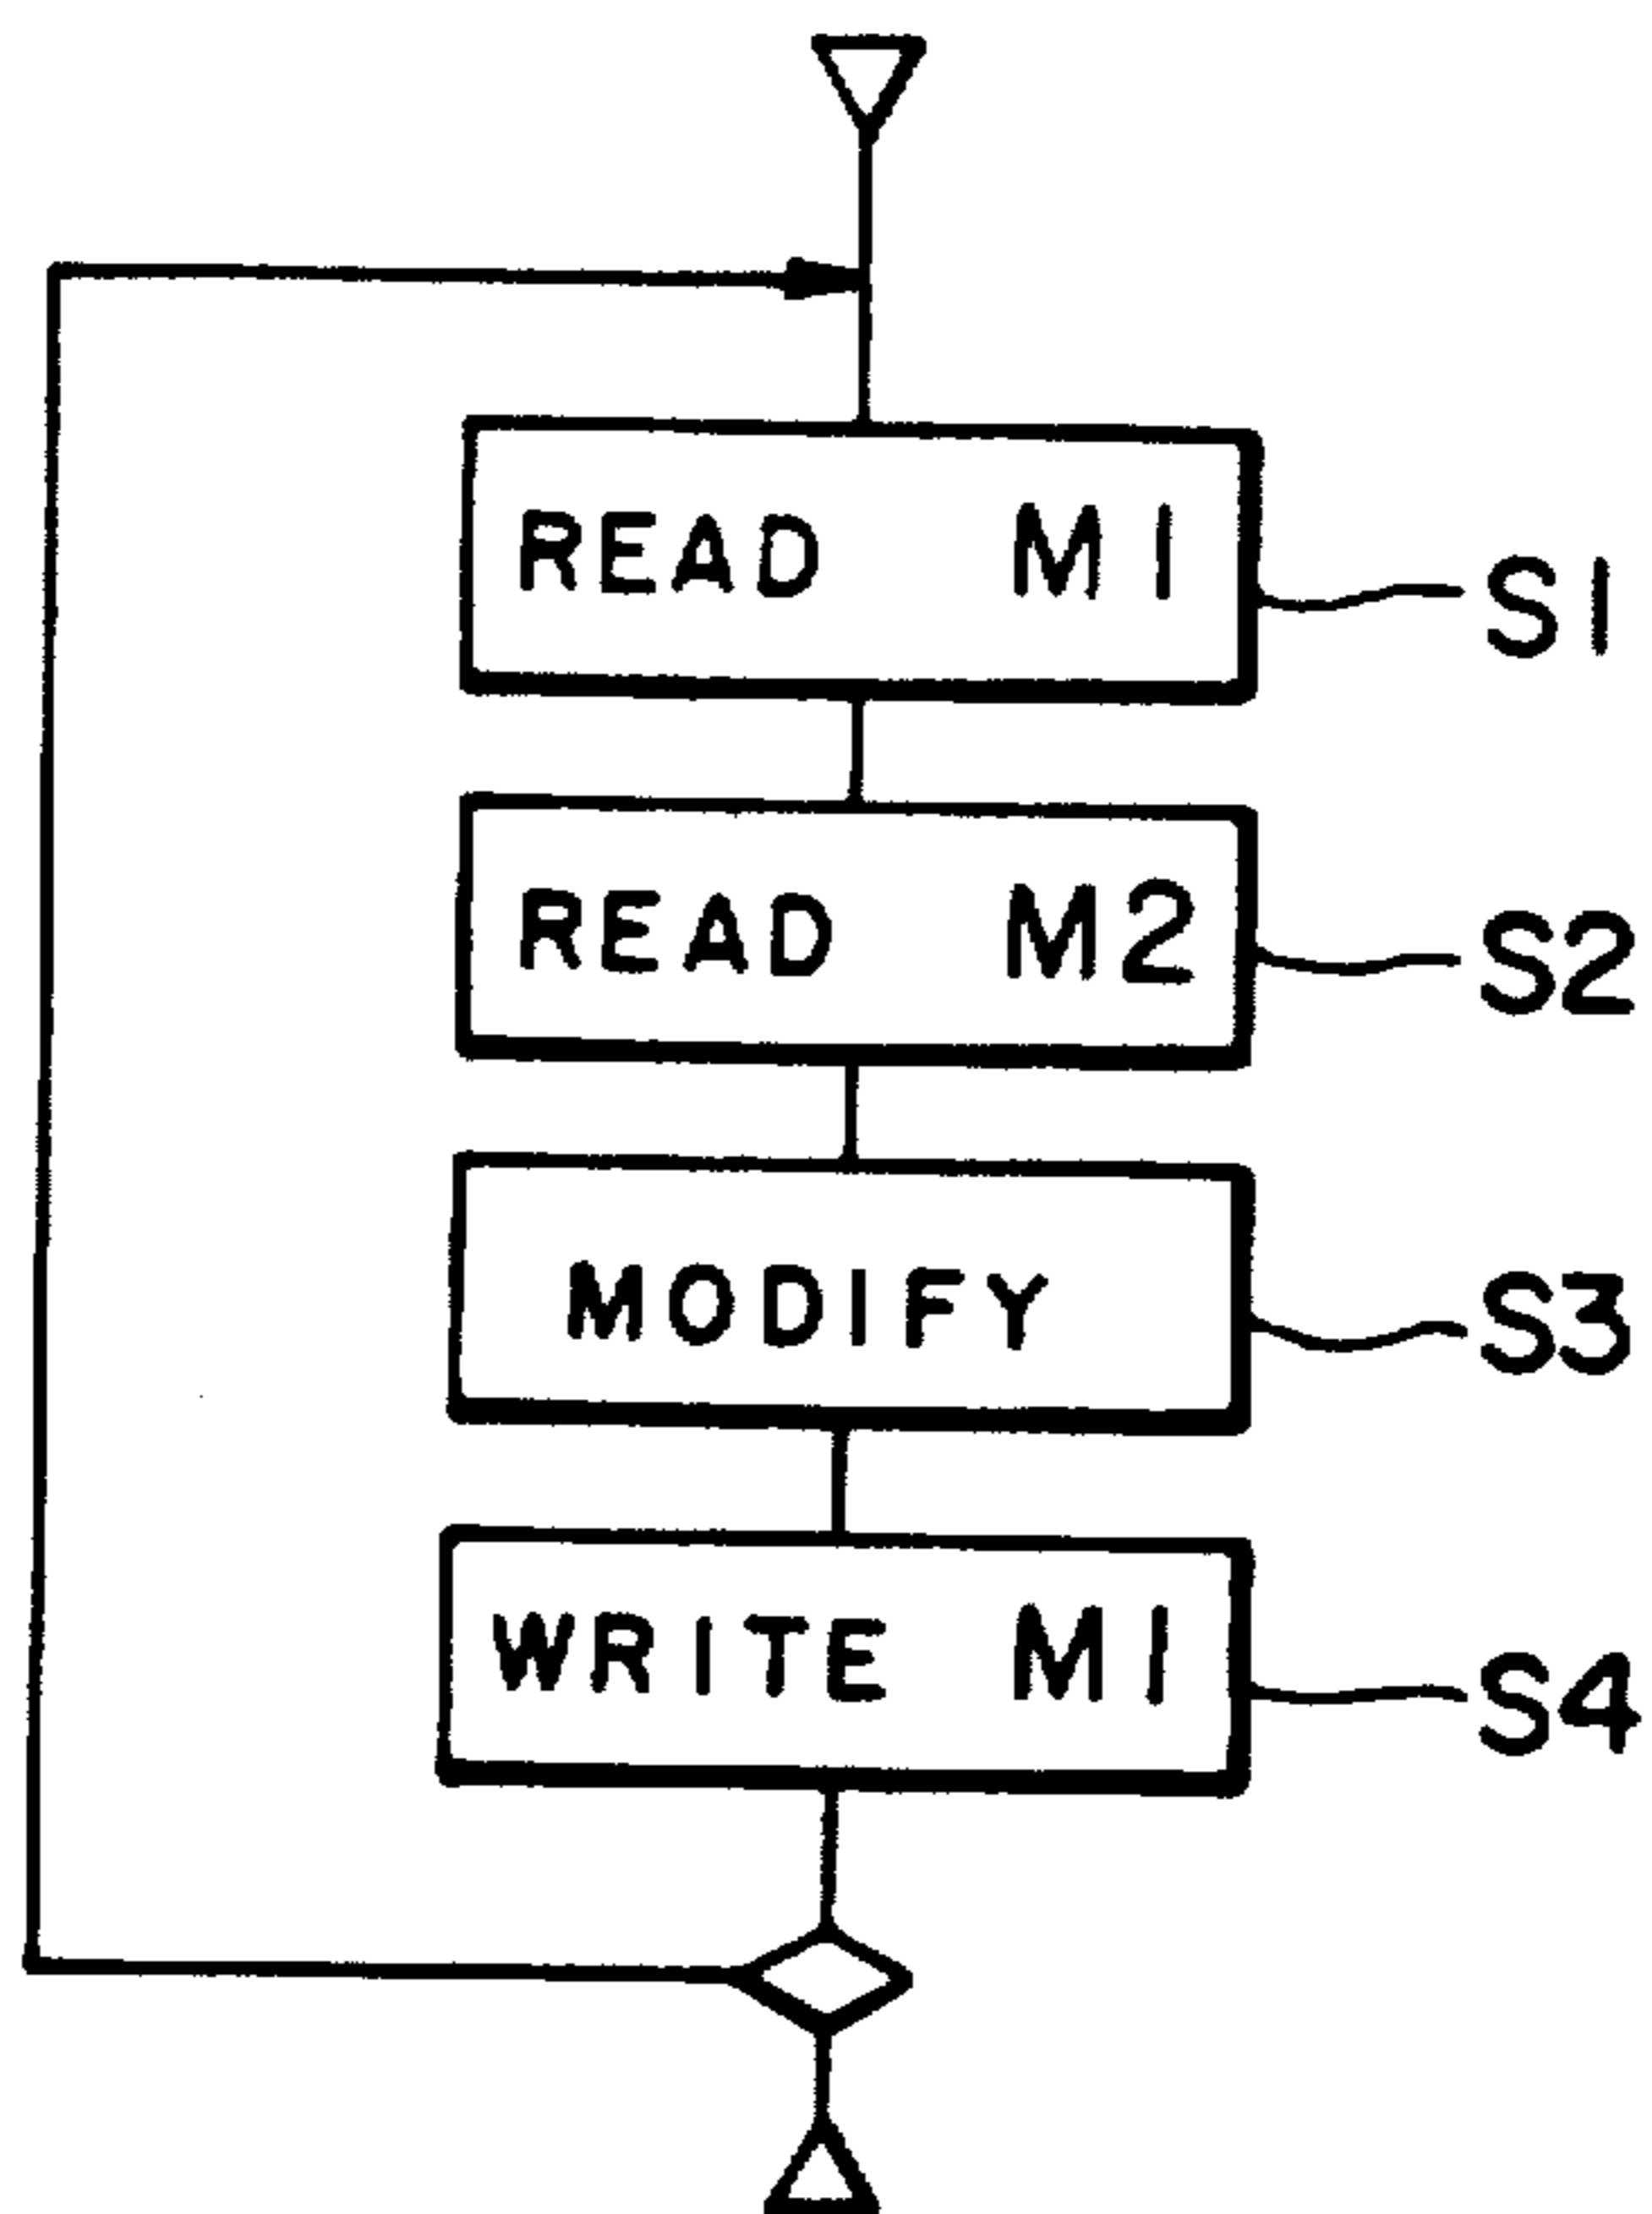 READ M1
S1
READ M2
S2
MODIFY
S3
WRITE M1
S4